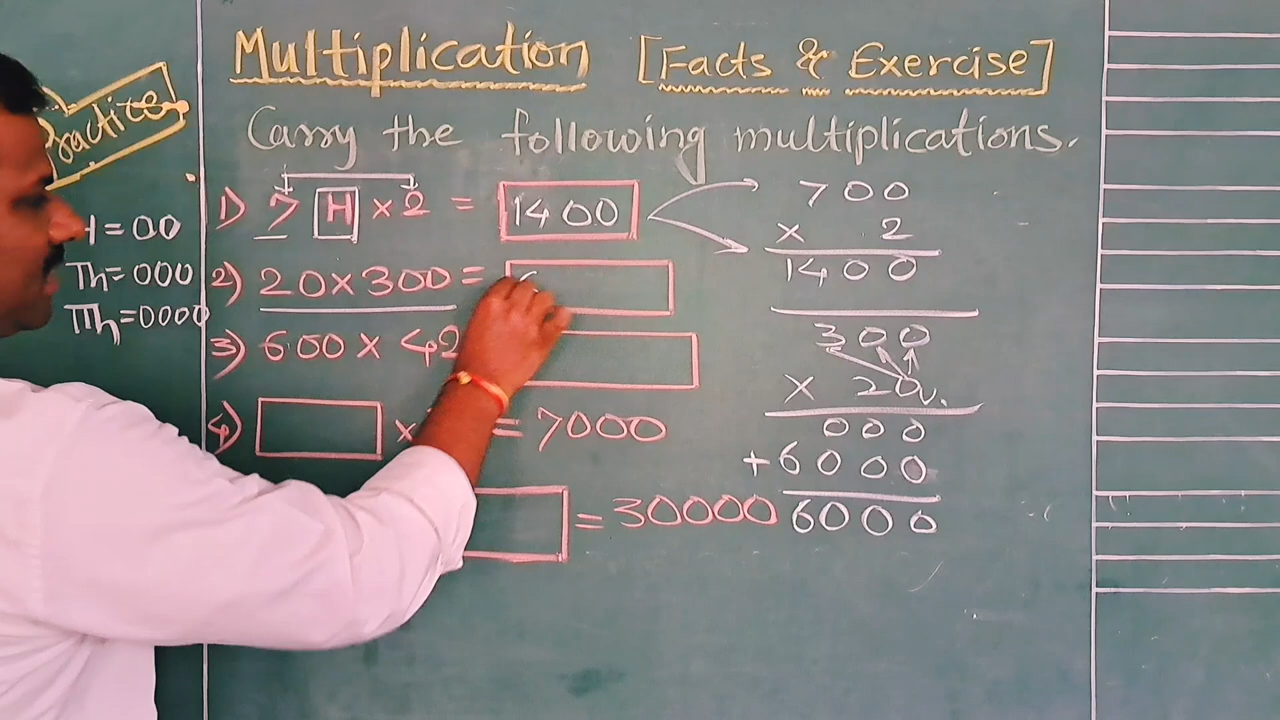 Multiplication [Facts & Exercise]
Practice
Carry the following multiplications.
1) 7 H × 2 = 1400
H = 00
Th = 000
TTh = 0000
2) 20 × 300 =
3) 600 × 42
4) × = 7000
= 30000
700
× 2
1400
300
× 20
000
+ 6000
6000